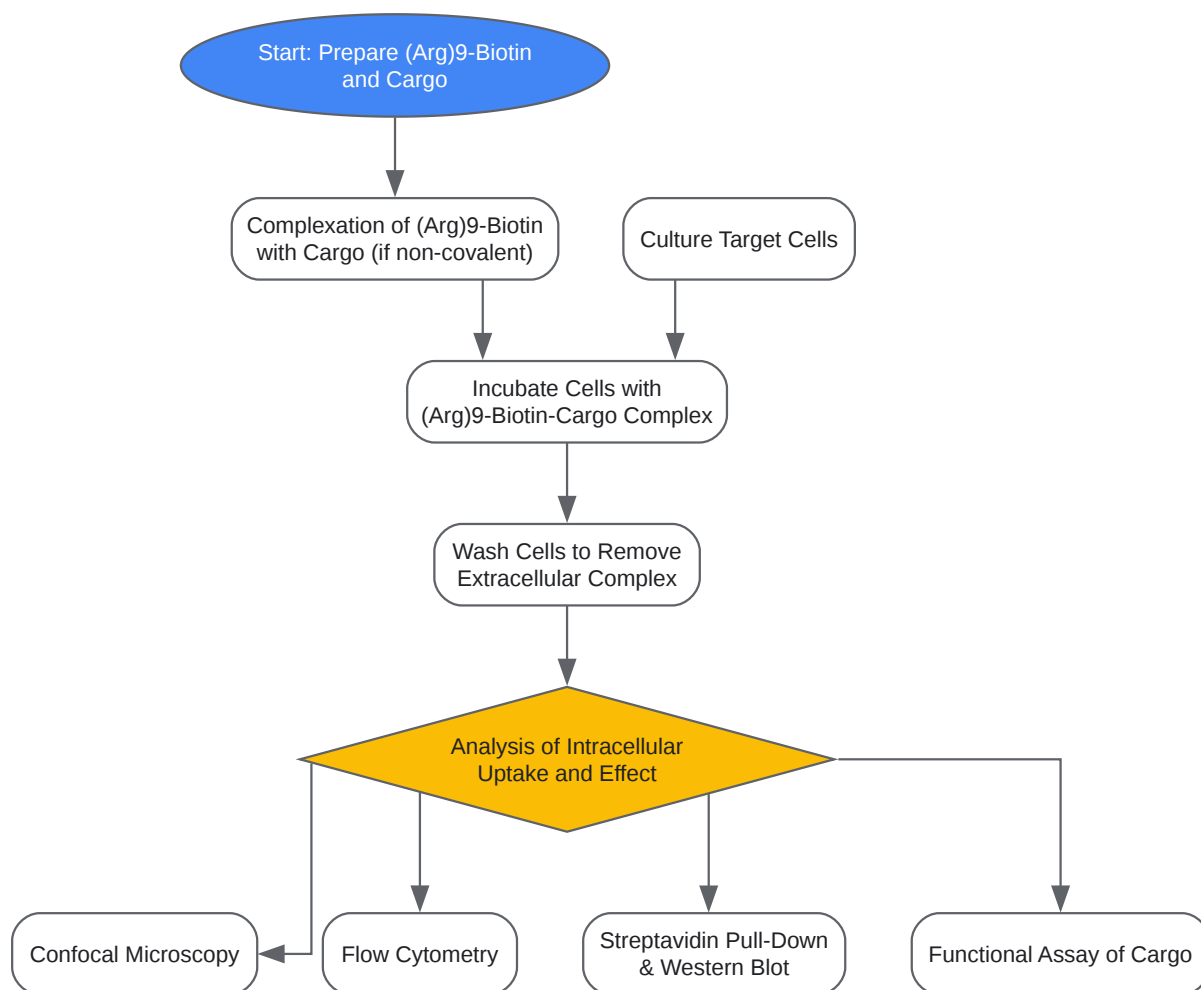 Start: Prepare (Arg)9-Biotin
and Cargo
Complexation of (Arg)9-Biotin
with Cargo (if non-covalent)
Culture Target Cells
Incubate Cells with
(Arg)9-Biotin-Cargo Complex
Wash Cells to Remove
Extracellular Complex
Analysis of Intracellular
Uptake and Effect
Confocal Microscopy
Flow Cytometry
Streptavidin Pull-Down
& Western Blot
Functional Assay of Cargo